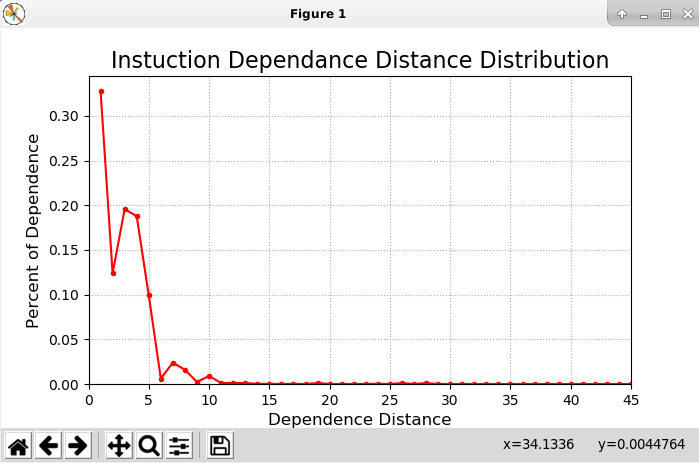 Figure 1
Instuction Dependance Distance Distribution
Percent of Dependence
0.30
0.25
0.20
0.15
0.10
0.05
0.00
0 5 10 15 20 25 30 35 40 45
Dependence Distance
x=34.1336 y=0.0044764